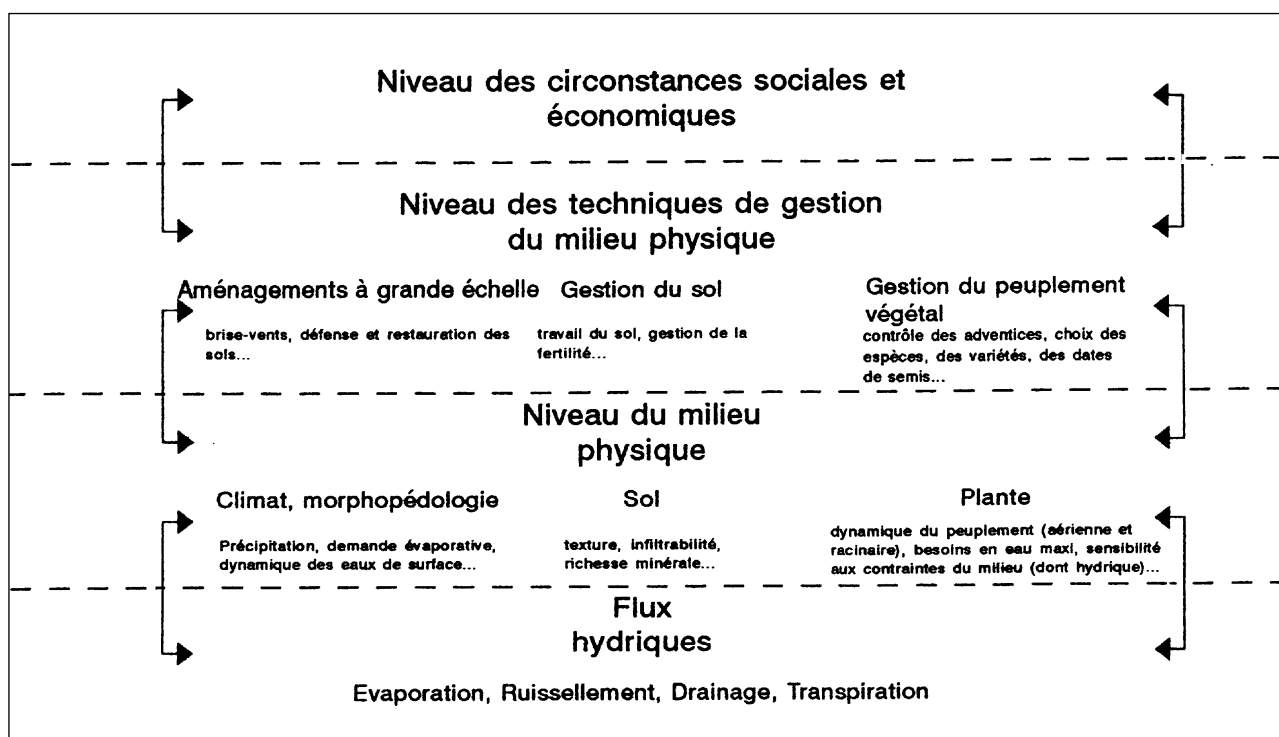 Niveau des circonstances sociales et
économiques
Niveau des techniques de gestion
du milieu physique
Aménagements à grande échelle
brise-vents, défense et restauration des
sols...
Gestion du sol
travail du sol, gestion de la
fertilité...
Gestion du peuplement
végétal
contrôle des adventices, choix des
espèces, des variétés, des dates
de semis...
Niveau du milieu
physique
Climat, morphopédologie
Précipitation, demande évaporative,
dynamique des eaux de surface...
Sol
texture, infiltrabilité,
richesse minérale...
Plante
dynamique du peuplement (aérienne et
racinaire), besoins en eau maxi, sensibilité
aux contraintes du milieu (dont hydrique)...
Flux
hydriques
Evaporation, Ruissellement, Drainage, Transpiration